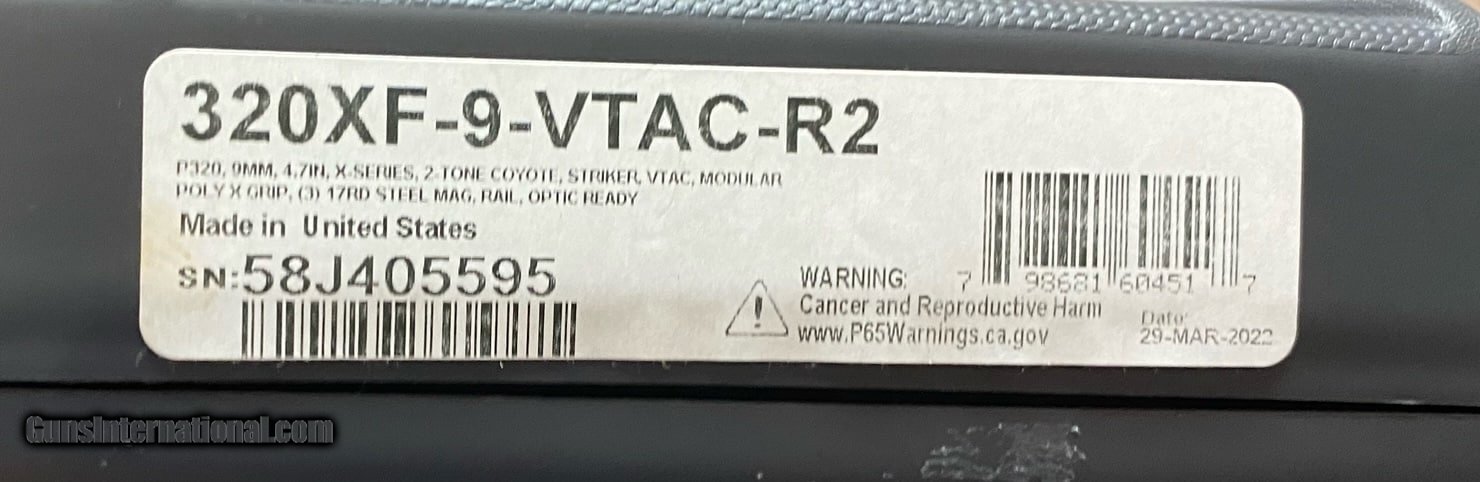 320XF-9-VTAC-R2
P320, 9MM, 4.7IN, X-SERIES, 2-TONE COYOTE, STRIKER, VTAC, MODULAR
POLY X GRIP, (3) 17RD STEEL MAG, RAIL, OPTIC READY
Made in United States
SN:58J405595
WARNING:
Cancer and Reproductive Harm
www.P65Warnings.ca.gov
7 98681 60451 7
Date:
29-MAR-2022
GunsInternational.com